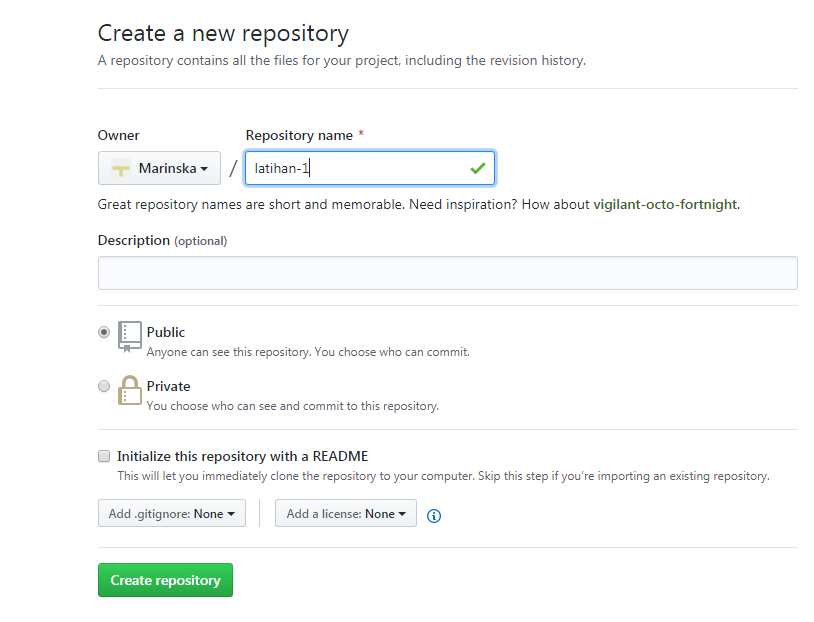 Create a new repository
A repository contains all the files for your project, including the revision history.
Owner
Repository name *
Marinska
/
latihan-1
Great repository names are short and memorable. Need inspiration? How about vigilant-octo-fortnight.
Description (optional)
Public
Anyone can see this repository. You choose who can commit.
Private
You choose who can see and commit to this repository.
Initialize this repository with a README
This will let you immediately clone the repository to your computer. Skip this step if you’re importing an existing repository.
Add .gitignore: None
Add a license: None
Create repository